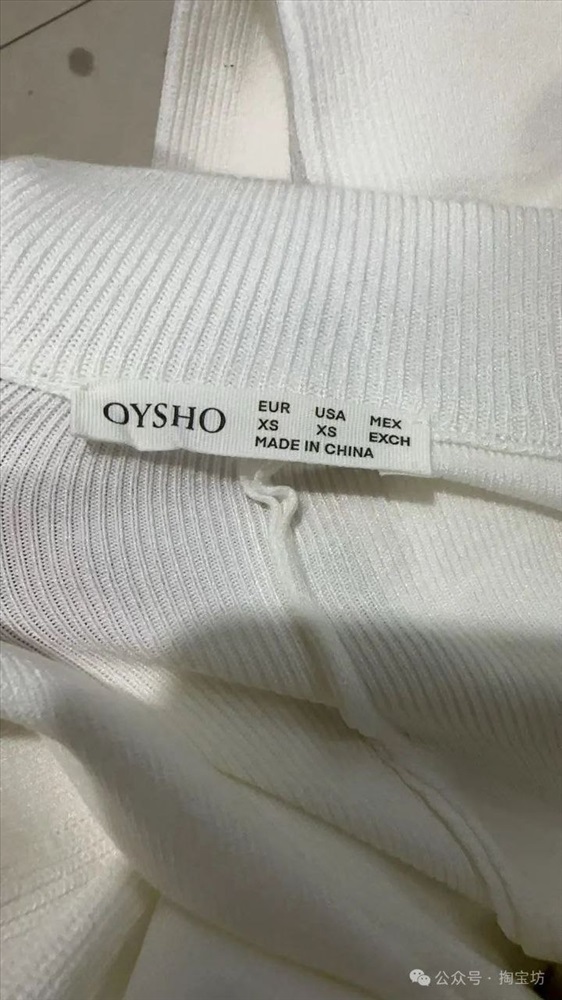 OYSHO
EUR USA MEX
XS XS EXCH
MADE IN CHINA
公众号·掏宝坊